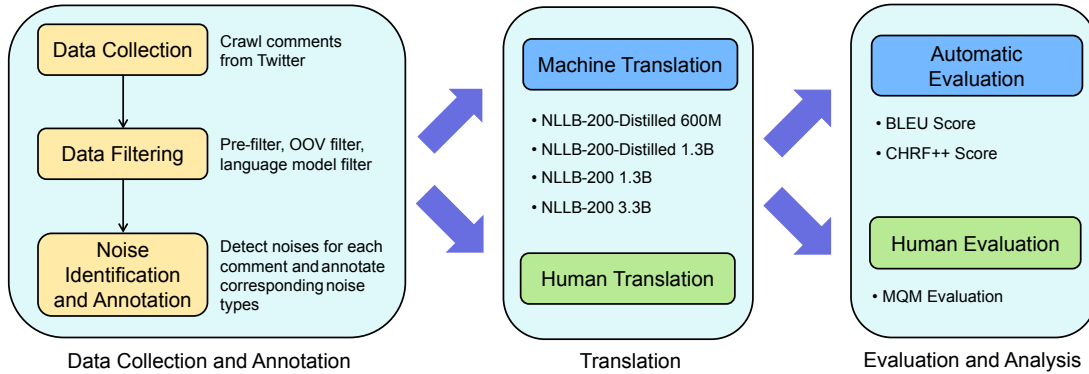 Data Collection
Crawl comments
from Twitter
Data Filtering
Pre-filter, OOV filter,
language model filter
Noise
Identification
and Annotation
Detect noises for each
comment and annotate
corresponding noise
types
Data Collection and Annotation
Machine Translation
• NLLB-200-Distilled 600M
• NLLB-200-Distilled 1.3B
• NLLB-200 1.3B
• NLLB-200 3.3B
Human Translation
Translation
Automatic
Evaluation
• BLEU Score
• CHRF++ Score
Human Evaluation
• MQM Evaluation
Evaluation and Analysis